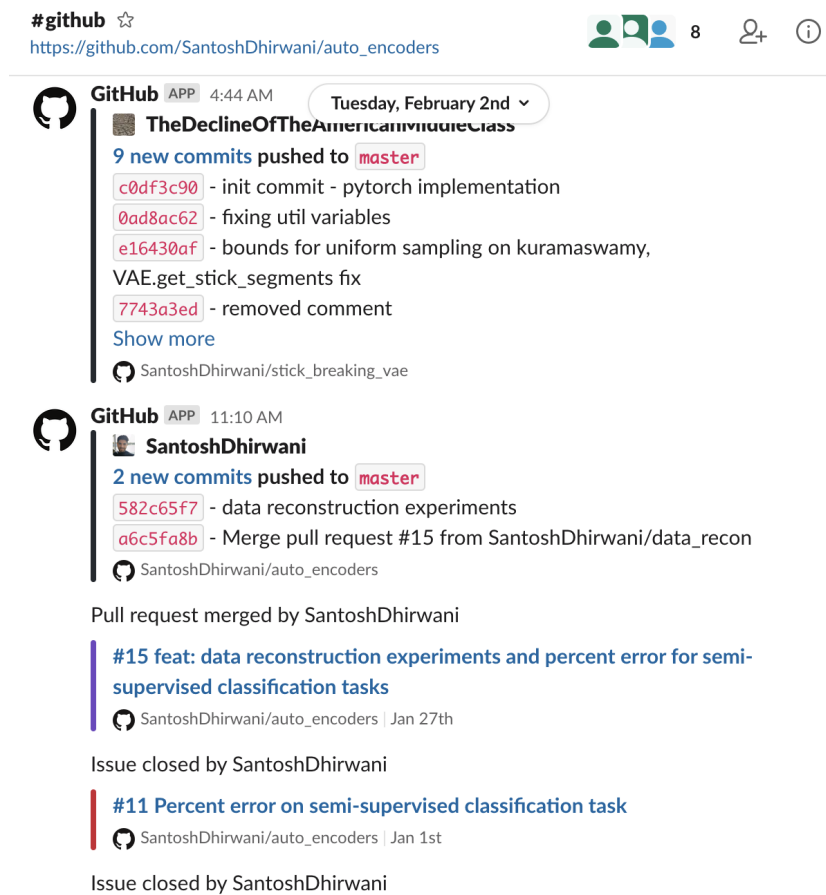 #github
https://github.com/SantoshDhirwani/auto_encoders
8
GitHub APP 4:44 AM
Tuesday, February 2nd
TheDeclineOfTheAmericanMiddleClass
9 new commits pushed to master
c0df3c90 - init commit - pytorch implementation
0ad8ac62 - fixing util variables
e16430af - bounds for uniform sampling on kuramaswamy,
VAE.get_stick_segments fix
7743a3ed - removed comment
Show more
SantoshDhirwani/stick_breaking_vae
GitHub APP 11:10 AM
SantoshDhirwani
2 new commits pushed to master
582c65f7 - data reconstruction experiments
a6c5fa8b - Merge pull request #15 from SantoshDhirwani/data_recon
SantoshDhirwani/auto_encoders
Pull request merged by SantoshDhirwani
#15 feat: data reconstruction experiments and percent error for semi-
supervised classification tasks
SantoshDhirwani/auto_encoders | Jan 27th
Issue closed by SantoshDhirwani
#11 Percent error on semi-supervised classification task
SantoshDhirwani/auto_encoders | Jan 1st
Issue closed by SantoshDhirwani